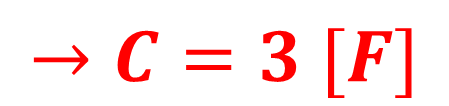 → C = 3 [F]